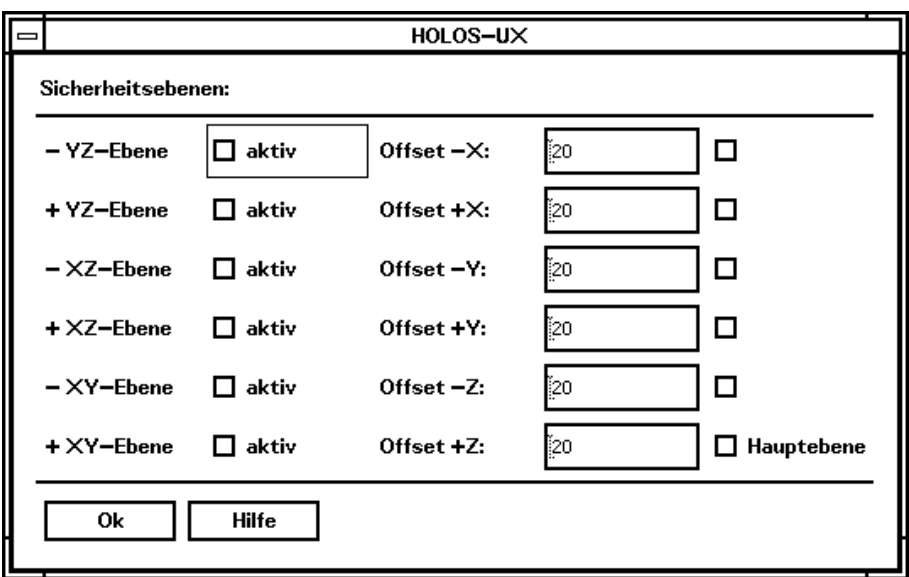 HOLOS-UX
Sicherheitsebenen:
- YZ-Ebene aktiv Offset -X: 20
+ YZ-Ebene aktiv Offset +X: 20
- XZ-Ebene aktiv Offset -Y: 20
+ XZ-Ebene aktiv Offset +Y: 20
- XY-Ebene aktiv Offset -Z: 20
+ XY-Ebene aktiv Offset +Z: 20 Hauptebene
Ok Hilfe